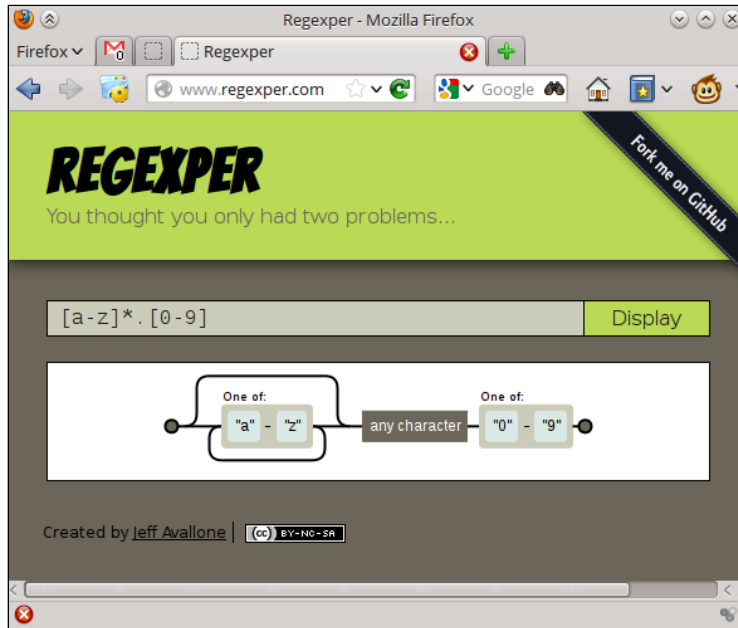 Regexper - Mozilla Firefox
Firefox
0
Regexper
www.regexper.com
Google
REGEXPER
You thought you only had two problems...
Fork me on GitHub
[a-z]*.[0-9]
Display
One of:
One of:
"a" - "z"
any character
"0" - "9"
Created by Jeff Avallone
(cc) BY-NC-SA